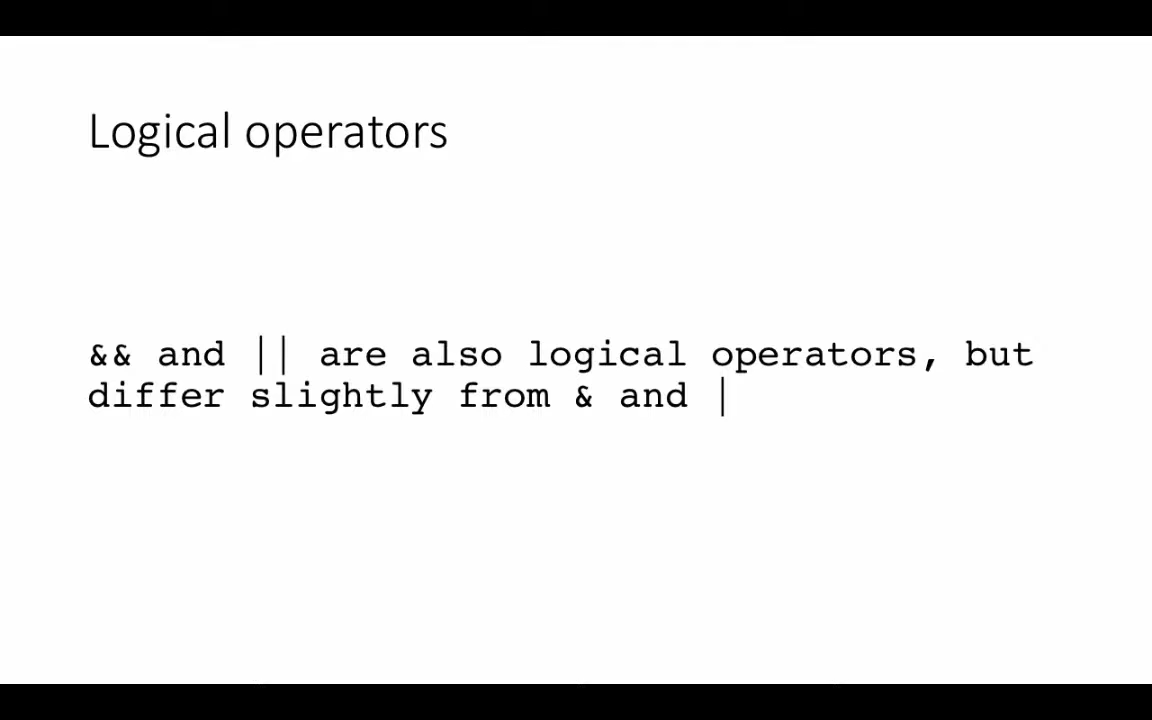 Logical operators
&& and || are also logical operators, but
differ slightly from & and |